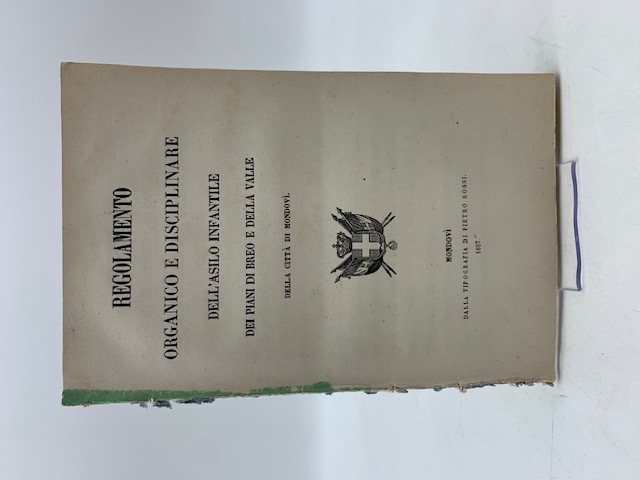 REGOLAMENTO
ORGANICO E DISCIPLINARE
DELL'ASILO INFANTILE
DEI PIANI DI BREO E DELLA VALLE
DELLA CITTÀ DI MONDOVÌ.
MONDOVÌ
DALLA TIPOGRAFIA DI PIETRO ROSSI.
1857.